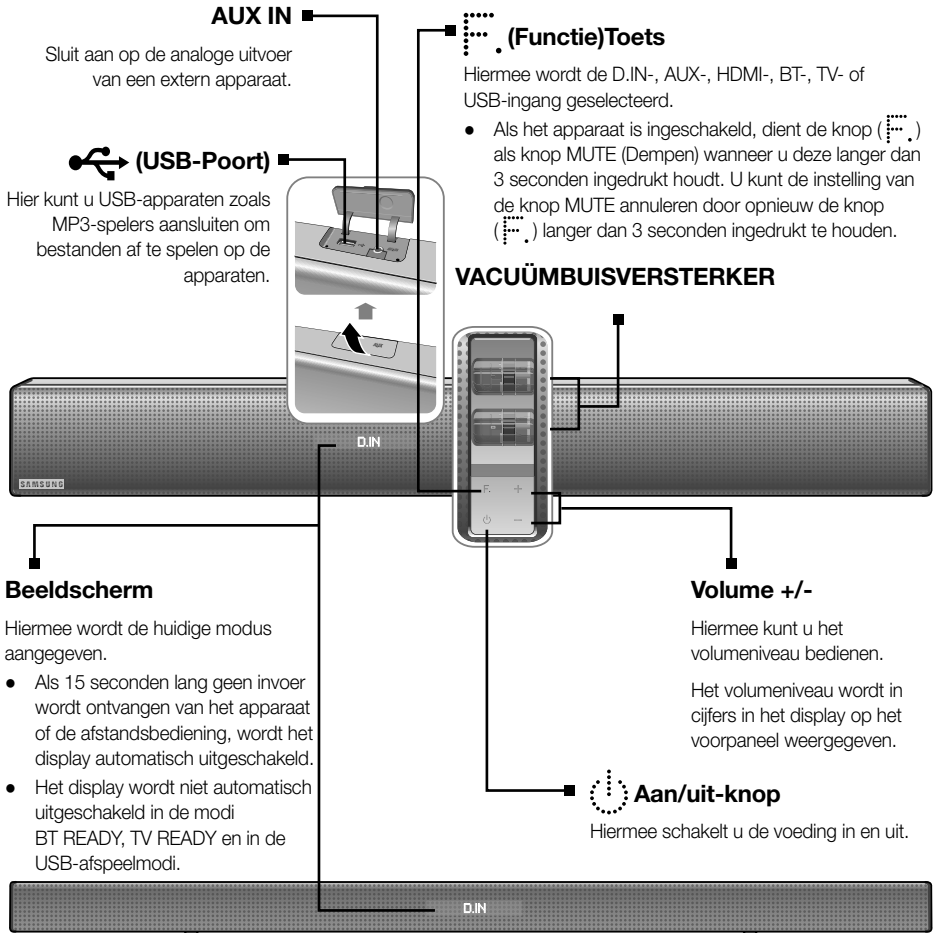 AUX IN
Sluit aan op de analoge uitvoer
van een extern apparaat.
(USB-Poort)
Hier kunt u USB-apparaten zoals
MP3-spelers aansluiten om
bestanden af te spelen op de
apparaten.
F. (Functie)Toets
Hiermee wordt de D.IN-, AUX-, HDMI-, BT-, TV- of
USB-ingang geselecteerd.
● Als het apparaat is ingeschakeld, dient de knop (F.)
als knop MUTE (Dempen) wanneer u deze langer dan
3 seconden ingedrukt houdt. U kunt de instelling van
de knop MUTE annuleren door opnieuw de knop
(F.) langer dan 3 seconden ingedrukt te houden.
VACUÜMBUISVERSTERKER
D.IN
SAMSUNG
F. +
−
Beeldscherm
Hiermee wordt de huidige modus
aangegeven.
● Als 15 seconden lang geen invoer
wordt ontvangen van het apparaat
of de afstandsbediening, wordt het
display automatisch uitgeschakeld.
● Het display wordt niet automatisch
uitgeschakeld in de modi
BT READY, TV READY en in de
USB-afspeelmodi.
Volume +/-
Hiermee kunt u het
volumeniveau bedienen.
Het volumeniveau wordt in
cijfers in het display op het
voorpaneel weergegeven.
Aan/uit-knop
Hiermee schakelt u de voeding in en uit.
D.IN